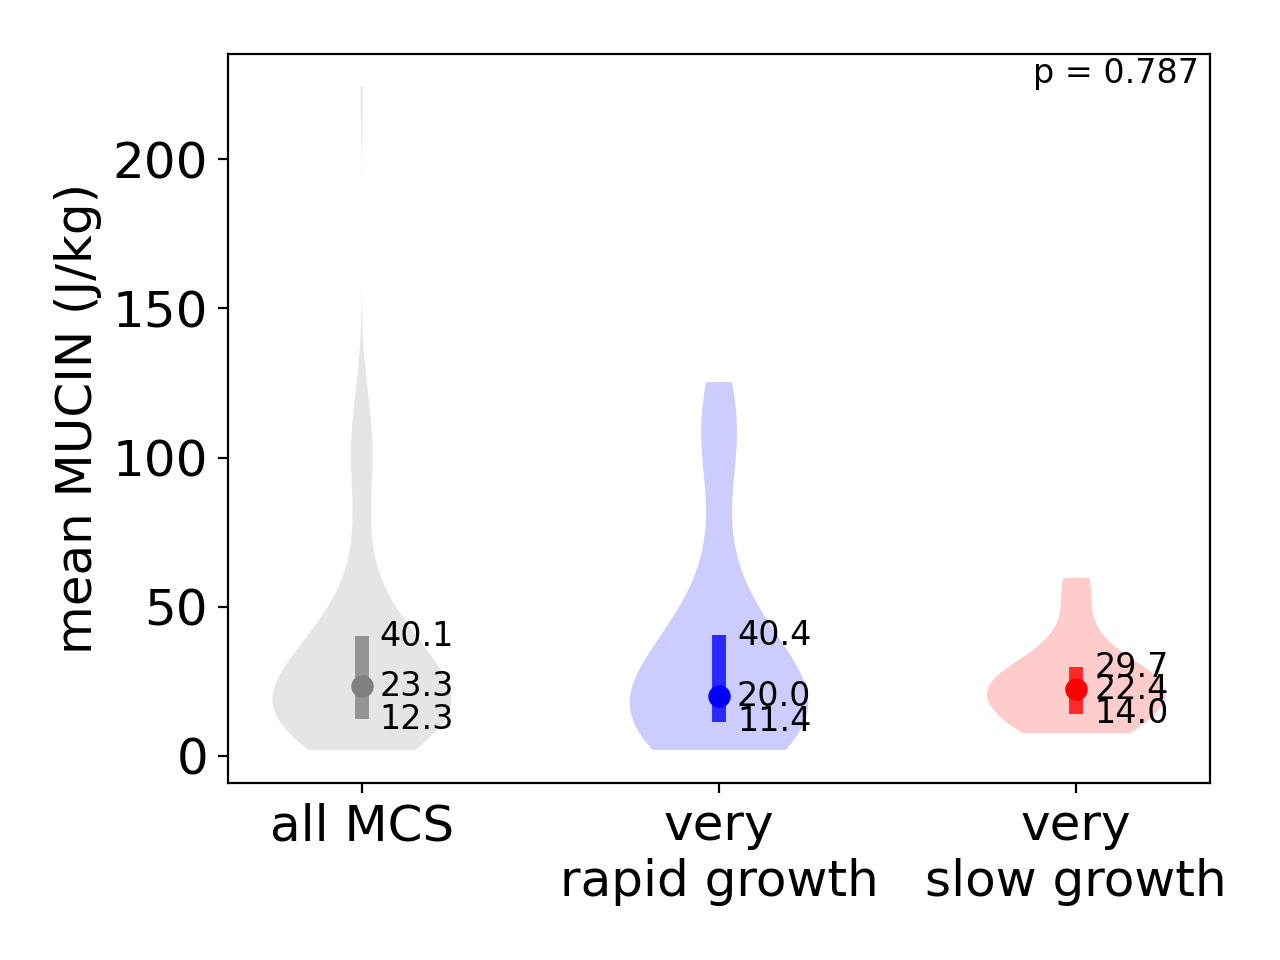 p = 0.787
mean MUCIN (J/kg)
200
150
100
50
0
40.1
23.3
12.3
40.4
20.0
11.4
29.7
22.4
14.0
all MCS
very
rapid growth
very
slow growth